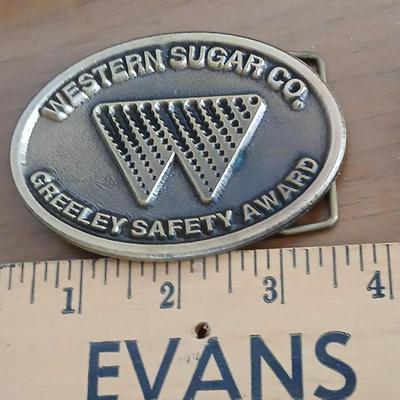 WESTERN SUGAR CO.
W
GREELEY SAFETY AWARD
1 2 3 4
EVANS